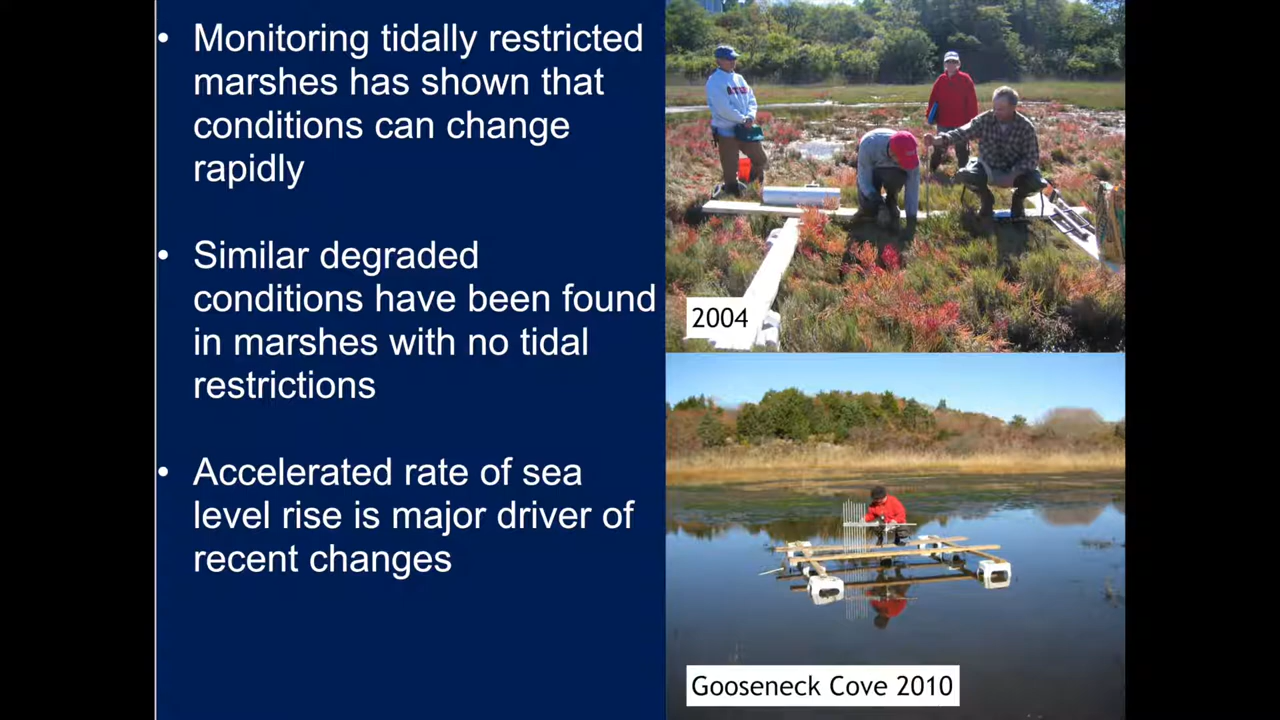 • Monitoring tidally restricted
marshes has shown that
conditions can change
rapidly
• Similar degraded
conditions have been found
in marshes with no tidal
restrictions
• Accelerated rate of sea
level rise is major driver of
recent changes
2004
Gooseneck Cove 2010